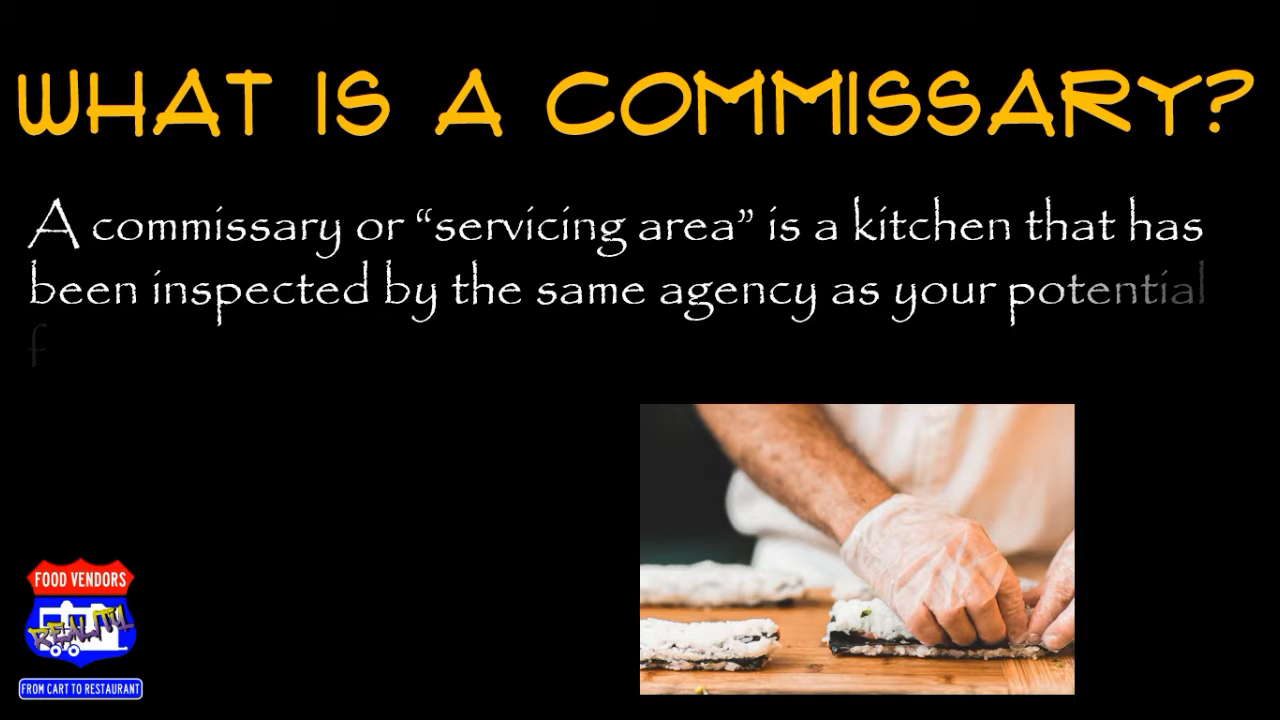 WHAT IS A COMMISSARY?
A commissary or “servicing area” is a kitchen that has
been inspected by the same agency as your potential
f
FOOD VENDORS
REALITY
FROM CART TO RESTAURANT